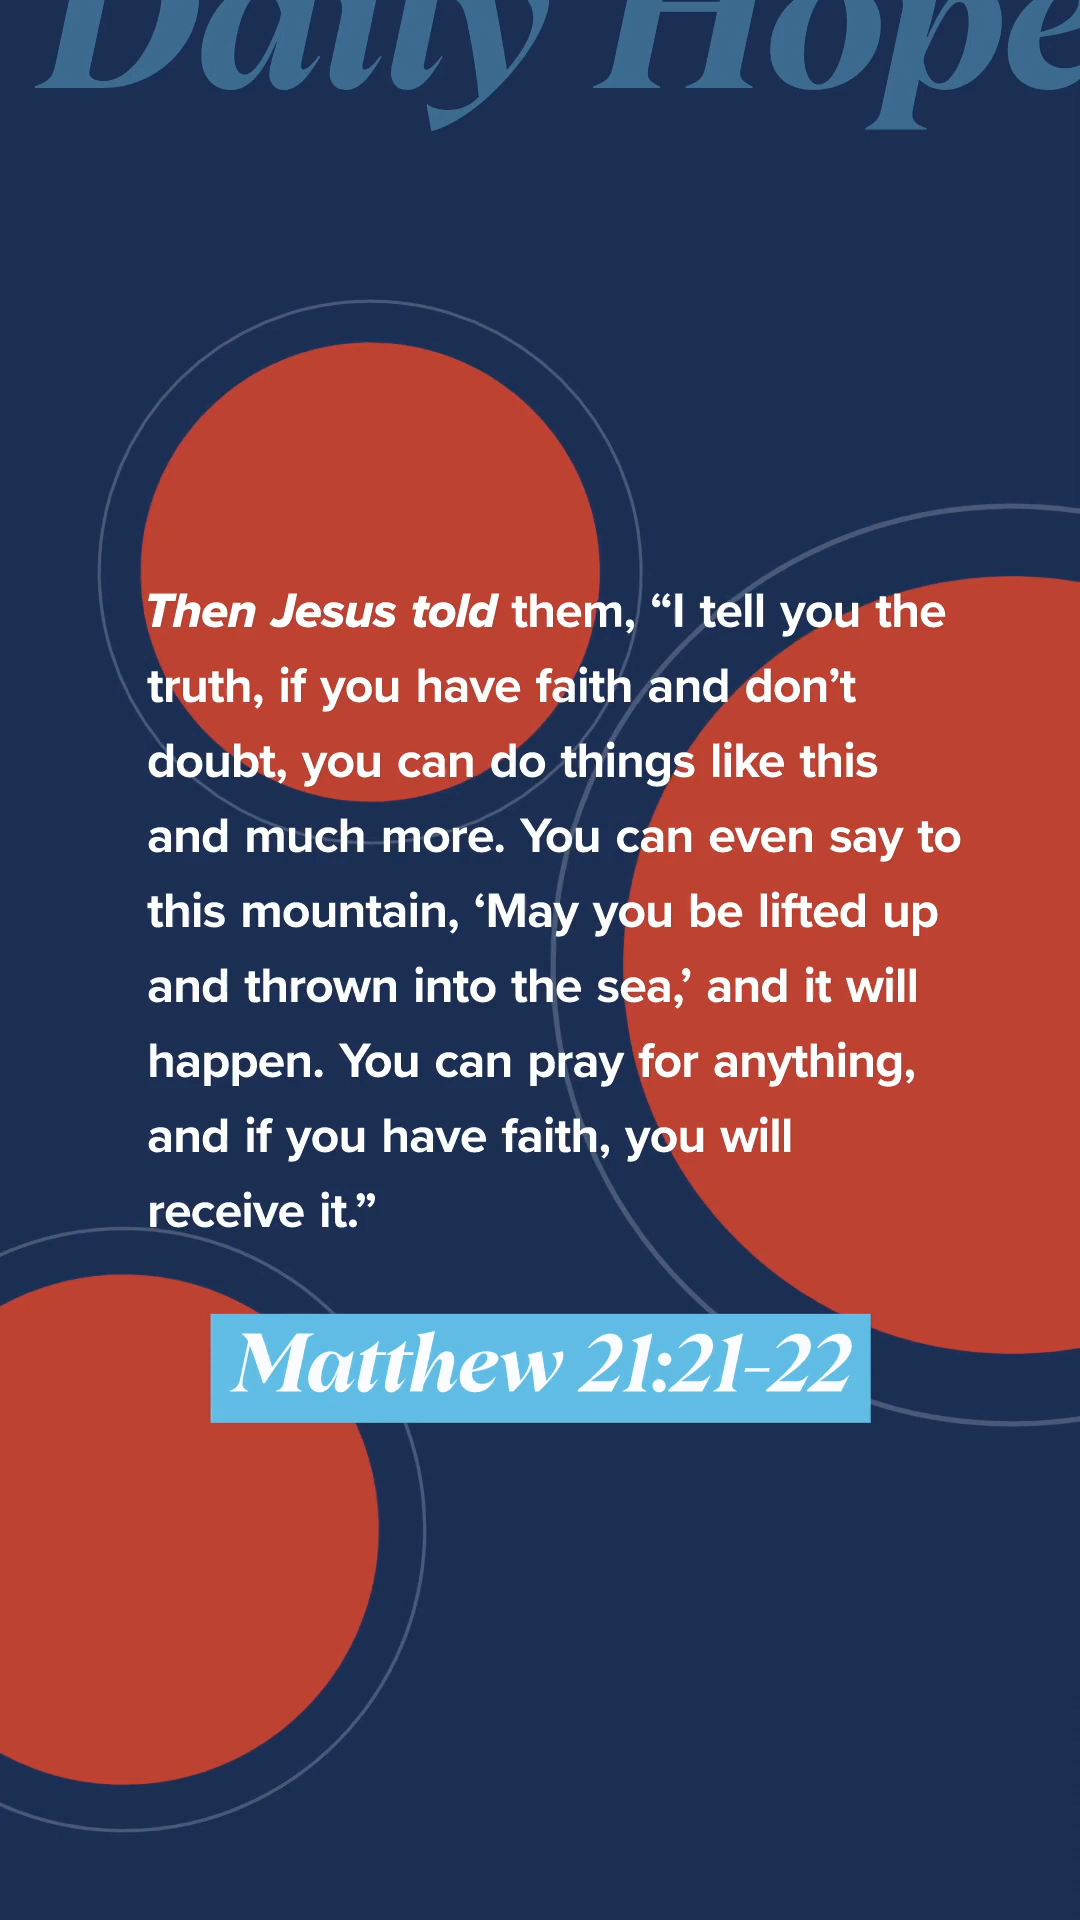 Daily Hope
Then Jesus told them, “I tell you the
truth, if you have faith and don’t
doubt, you can do things like this
and much more. You can even say to
this mountain, ‘May you be lifted up
and thrown into the sea,’ and it will
happen. You can pray for anything,
and if you have faith, you will
receive it.”
Matthew 21:21-22